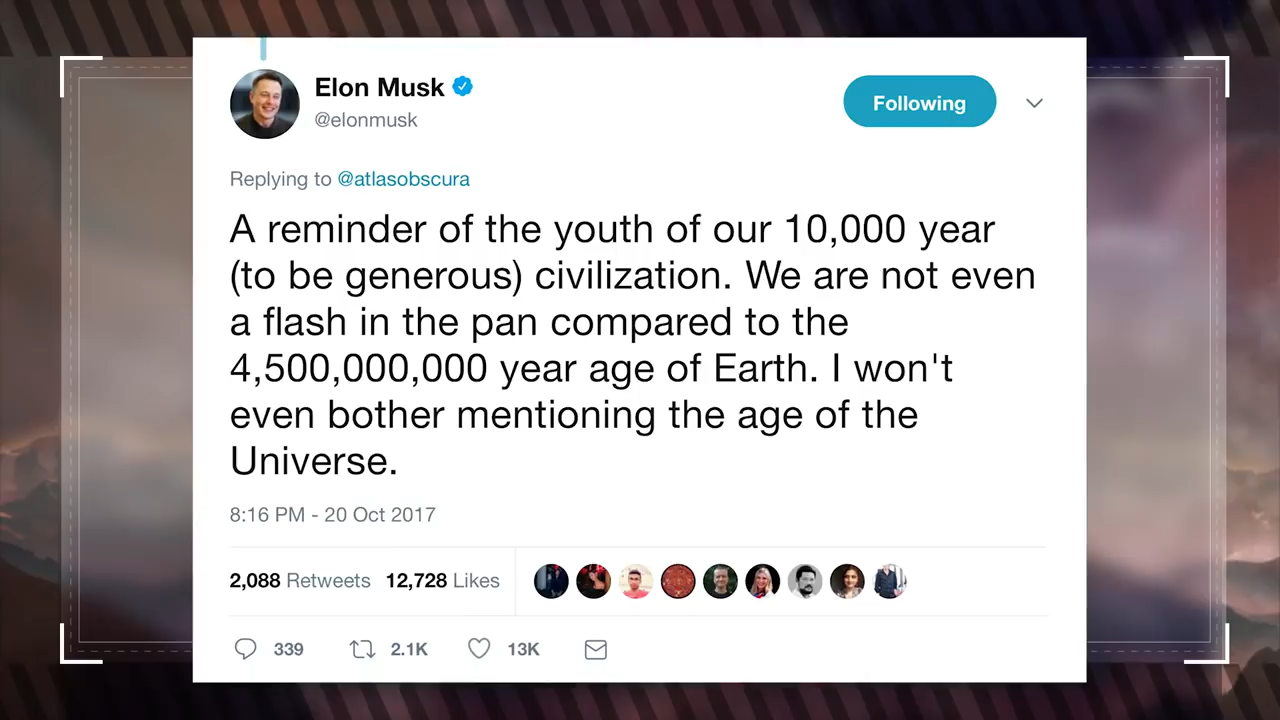 Elon Musk
@elonmusk
Following
Replying to @atlasobscura
A reminder of the youth of our 10,000 year
(to be generous) civilization. We are not even
a flash in the pan compared to the
4,500,000,000 year age of Earth. I won't
even bother mentioning the age of the
Universe.
8:16 PM - 20 Oct 2017
2,088 Retweets 12,728 Likes
339 2.1K 13K